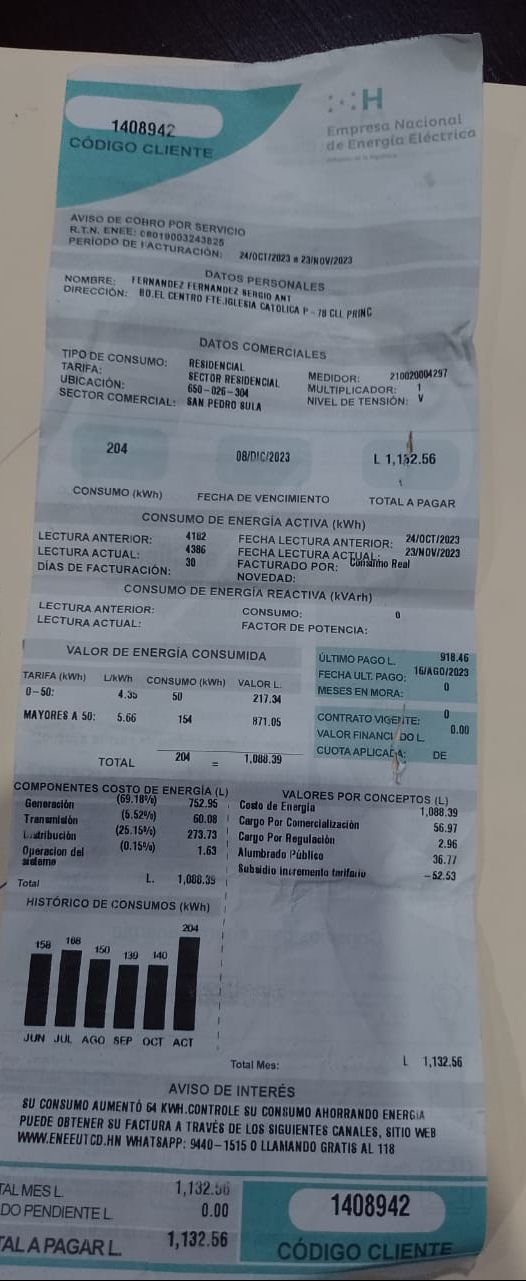 1408942
CÓDIGO CLIENTE
H
Empresa Nacional
de Energía Eléctrica
AVISO DE COBRO POR SERVICIO
R.T.N. ENEE: 08019003243825
PERÍODO DE FACTURACIÓN: 24/OCT/2023 a 23/NOV/2023
DATOS PERSONALES
NOMBRE: FERNANDEZ FERNANDEZ SERGIO ANT
DIRECCIÓN: BO.EL CENTRO FTE.IGLESIA CATOLICA P - 78 CLL PRINC
DATOS COMERCIALES
TIPO DE CONSUMO: RESIDENCIAL
TARIFA: SECTOR RESIDENCIAL MEDIDOR: 210020004297
UBICACIÓN: 650-026-304 MULTIPLICADOR: 1
SECTOR COMERCIAL: SAN PEDRO SULA NIVEL DE TENSIÓN: V
204 08/DIC/2023 L 1,132.56
CONSUMO (kWh) FECHA DE VENCIMIENTO TOTAL A PAGAR
CONSUMO DE ENERGÍA ACTIVA (kWh)
LECTURA ANTERIOR: 4182 FECHA LECTURA ANTERIOR: 24/OCT/2023
LECTURA ACTUAL: 4386 FECHA LECTURA ACTUAL: 23/NOV/2023
DÍAS DE FACTURACIÓN: 30 FACTURADO POR: Consumo Real
NOVEDAD:
CONSUMO DE ENERGÍA REACTIVA (kVArh)
LECTURA ANTERIOR: CONSUMO: 0
LECTURA ACTUAL: FACTOR DE POTENCIA:
VALOR DE ENERGÍA CONSUMIDA
TARIFA (kWh) L/kWh CONSUMO (kWh) VALOR L.
0-50: 4.35 50 217.34
MAYORES A 50: 5.66 154 871.05
TOTAL 204 = 1,088.39
ÚLTIMO PAGO L. 918.46
FECHA ULT. PAGO: 16/AGO/2023
MESES EN MORA: 0
CONTRATO VIGENTE: 0
VALOR FINANCIADO L. 0.00
CUOTA APLICADA: DE
COMPONENTES COSTO DE ENERGÍA (L)
Generación (69.18%) 752.95
Transmisión (5.52%) 60.08
Distribución (25.15%) 273.73
Operacion del sistema (0.15%) 1.63
Total L. 1,088.39
VALORES POR CONCEPTOS (L)
Costo de Energía 1,088.39
Cargo Por Comercialización 56.97
Cargo Por Regulación 2.96
Alumbrado Público 36.77
Subsidio incremento tarifario -52.53
HISTÓRICO DE CONSUMOS (kWh)
158 168 150 139 140 204
JUN JUL AGO SEP OCT ACT
Total Mes: L 1,132.56
AVISO DE INTERÉS
SU CONSUMO AUMENTÓ 64 KWH.CONTROLE SU CONSUMO AHORRANDO ENERGIA
PUEDE OBTENER SU FACTURA A TRAVÉS DE LOS SIGUIENTES CANALES, SITIO WEB
WWW.ENEEUTCD.HN WHATSAPP: 9440-1515 O LLAMANDO GRATIS AL 118
TAL MES L. 1,132.56
DO PENDIENTE L. 0.00
TAL A PAGAR L. 1,132.56
1408942
CÓDIGO CLIENTE